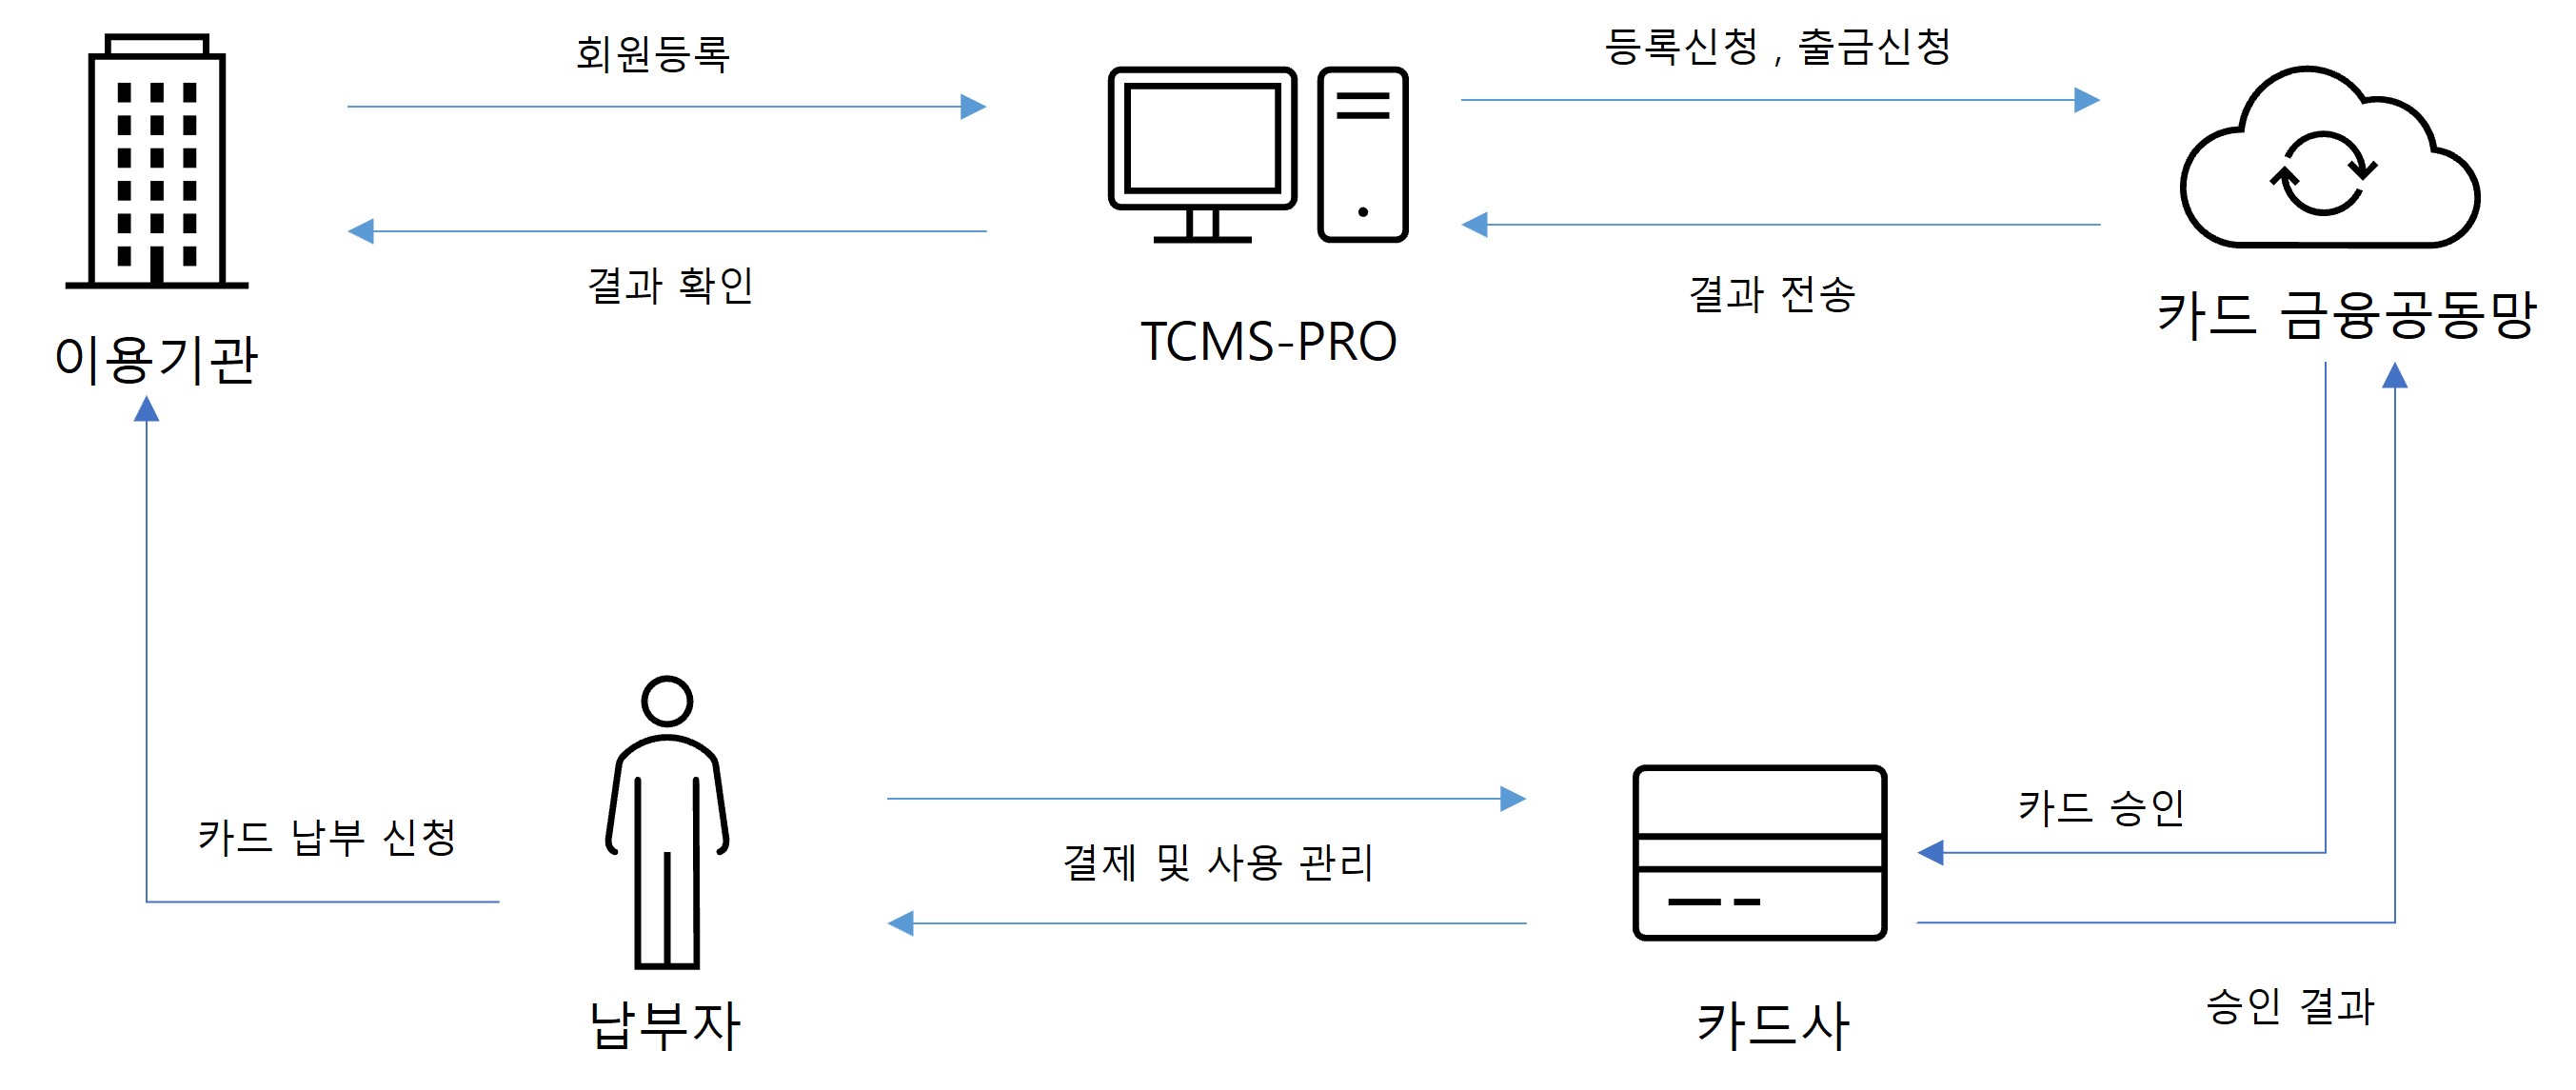 회원등록
등록신청 , 출금신청
결과 확인
결과 전송
이용기관
TCMS-PRO
카드 금융공동망
카드 납부 신청
결제 및 사용 관리
카드 승인
납부자
카드사
승인 결과